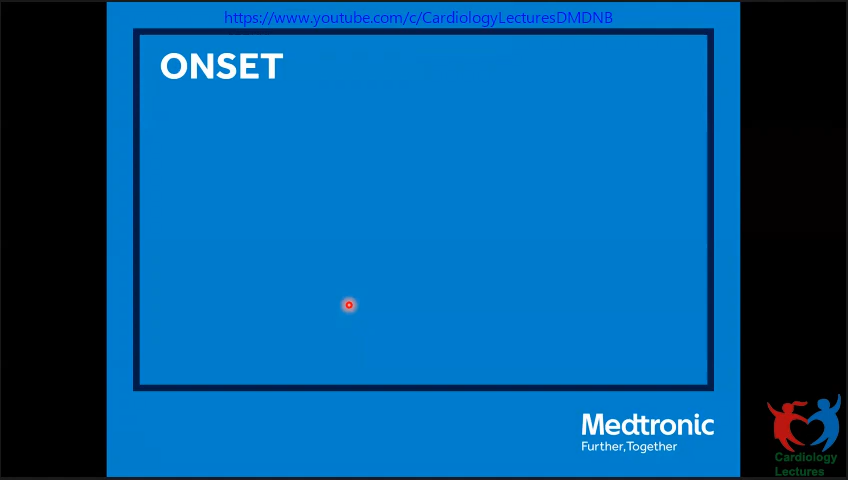 https://www.youtube.com/c/CardiologyLecturesDMDNB
ONSET
Medtronic
Further,Together
Cardiology
Lectures